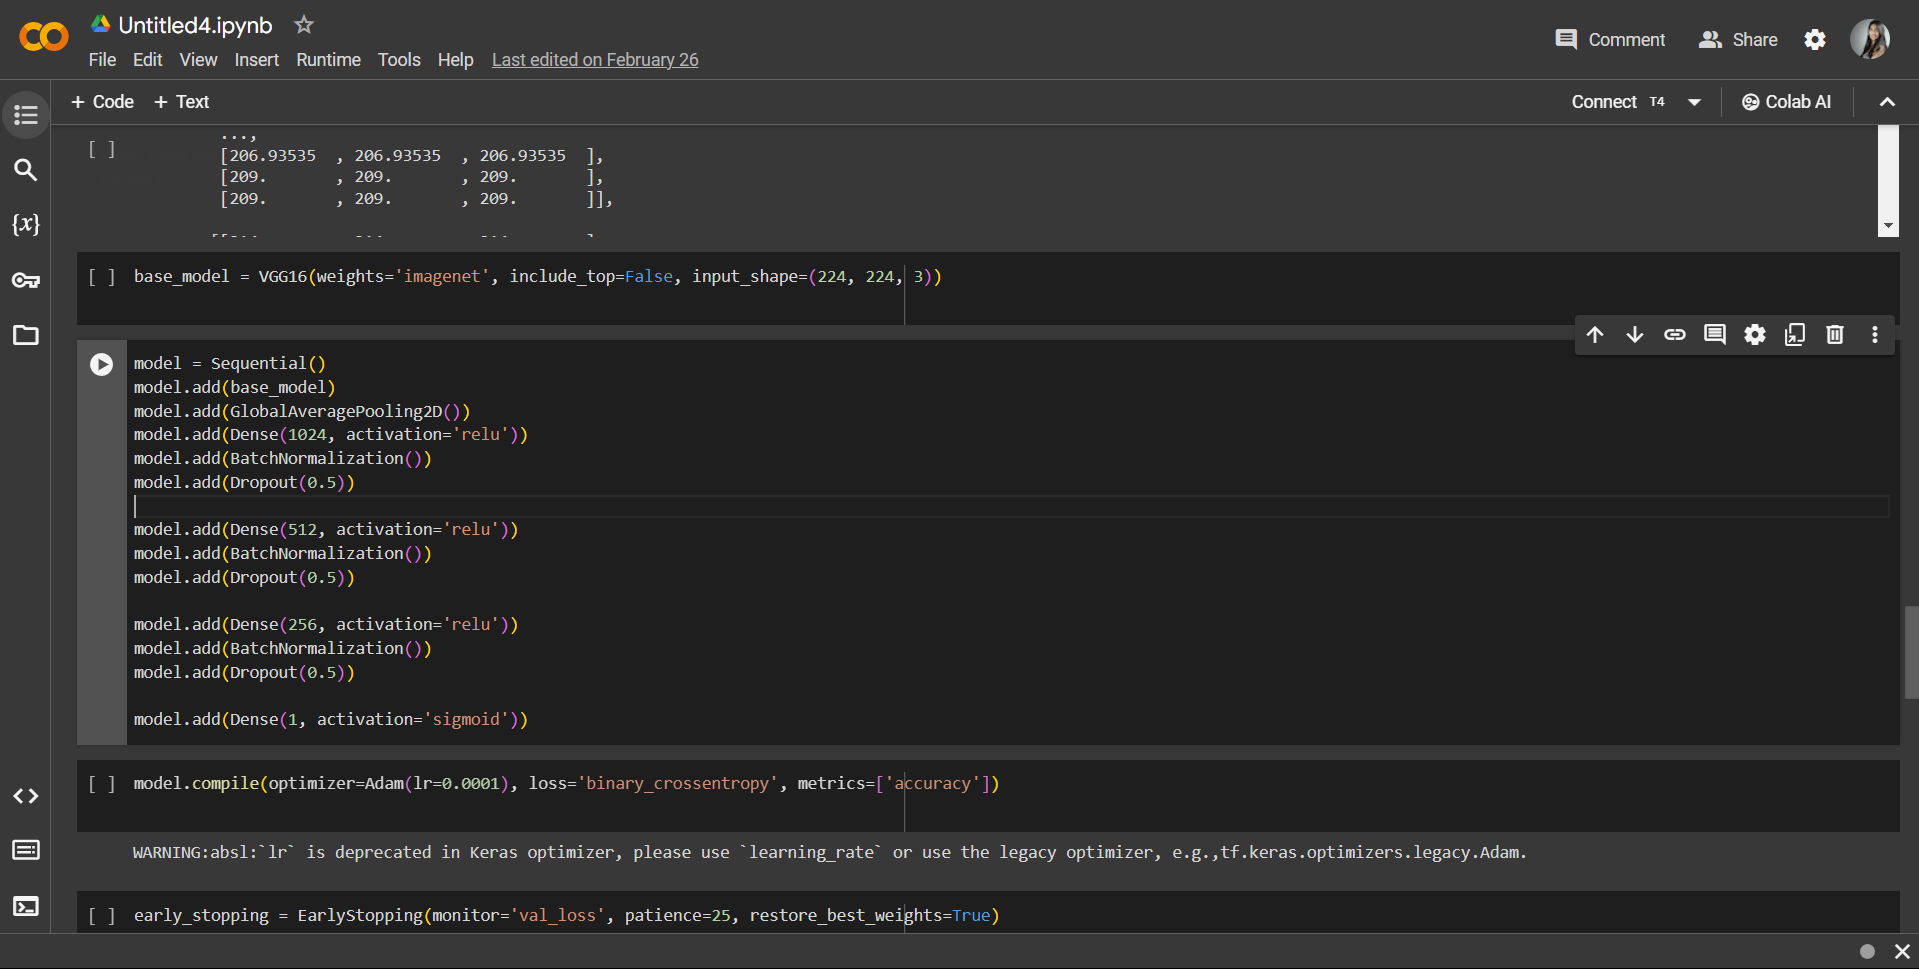 Untitled4.ipynb
File Edit View Insert Runtime Tools Help Last edited on February 26
Comment Share
+ Code + Text
Connect T4 Colab AI
...,
[ ] [206.93535 , 206.93535 , 206.93535 ],
[209. , 209. , 209. ],
[209. , 209. , 209. ]],
{x}
[ ] base_model = VGG16(weights='imagenet', include_top=False, input_shape=(224, 224, 3))
model = Sequential()
model.add(base_model)
model.add(GlobalAveragePooling2D())
model.add(Dense(1024, activation='relu'))
model.add(BatchNormalization())
model.add(Dropout(0.5))
model.add(Dense(512, activation='relu'))
model.add(BatchNormalization())
model.add(Dropout(0.5))
model.add(Dense(256, activation='relu'))
model.add(BatchNormalization())
model.add(Dropout(0.5))
model.add(Dense(1, activation='sigmoid'))
[ ] model.compile(optimizer=Adam(lr=0.0001), loss='binary_crossentropy', metrics=['accuracy'])
WARNING:absl:`lr` is deprecated in Keras optimizer, please use `learning_rate` or use the legacy optimizer, e.g.,tf.keras.optimizers.legacy.Adam.
[ ] early_stopping = EarlyStopping(monitor='val_loss', patience=25, restore_best_weights=True)